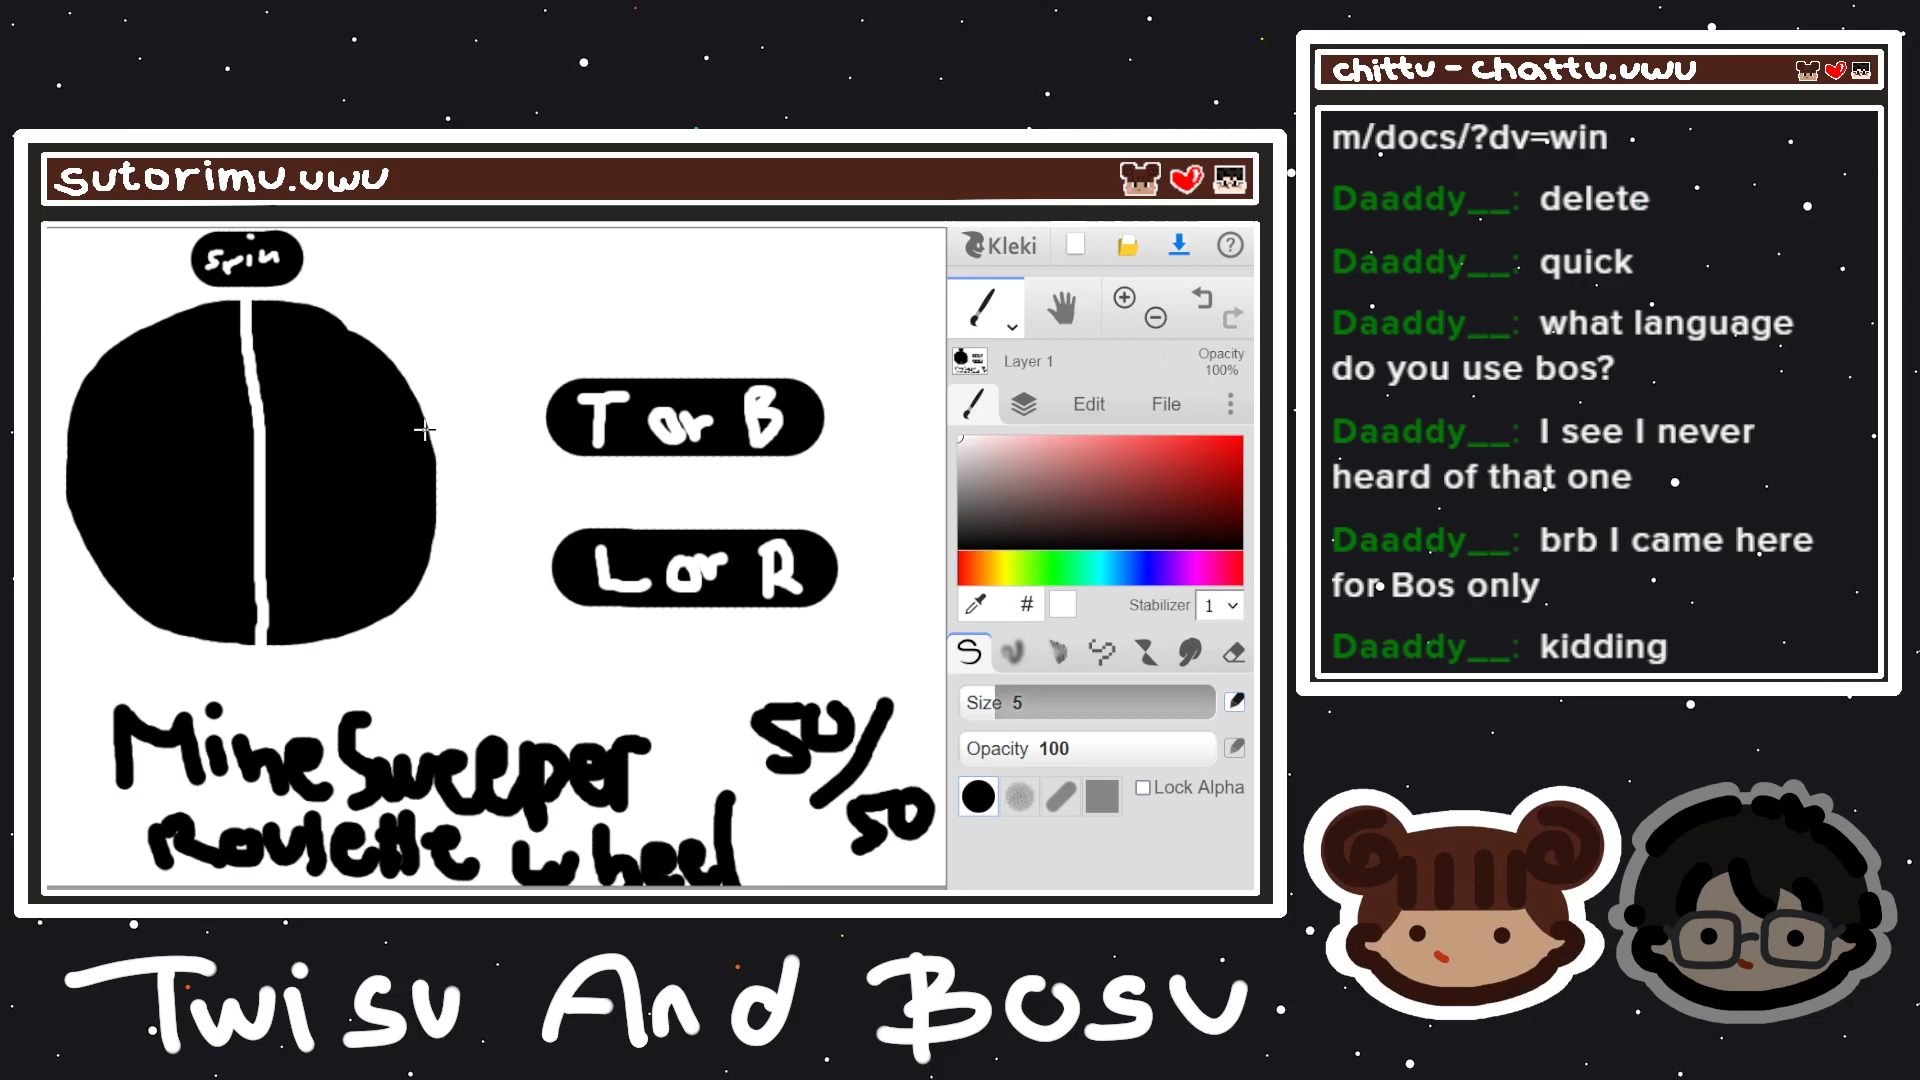 chittu - chattu.uwu
m/docs/?dv=win
Daaddy__: delete
Daaddy__: quick
Daaddy__: what language
do you use bos?
Daaddy__: I see I never
heard of that one
Daaddy__: brb I came here
for Bos only
Daaddy__: kidding
sutorimu.uwu
Spin
T or B
L or R
MineSweeper
Roulette wheel
50/50
Kleki
Layer 1
Opacity
100%
Edit
File
#
Stabilizer
1
Size 5
Opacity 100
Lock Alpha
Twisu And Bosu